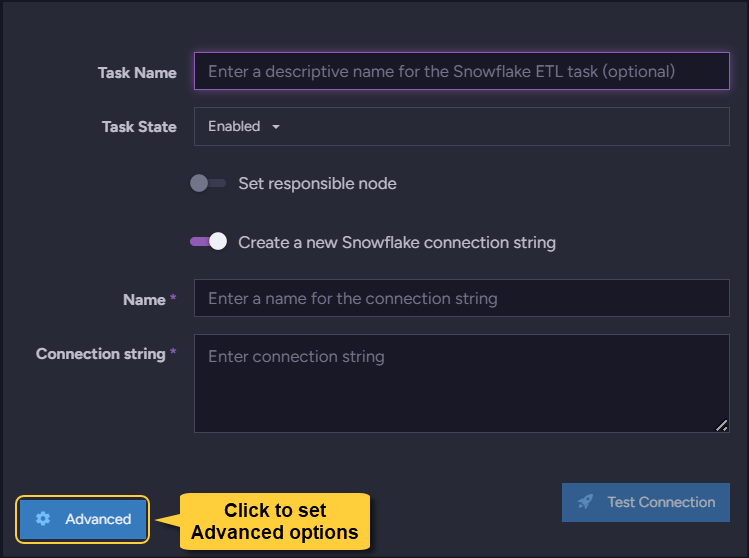 Task Name
Enter a descriptive name for the Snowflake ETL task (optional)
Task State
Enabled
Set responsible node
Create a new Snowflake connection string
Name *
Enter a name for the connection string
Connection string *
Enter connection string
Advanced
Click to set
Advanced options
Test Connection